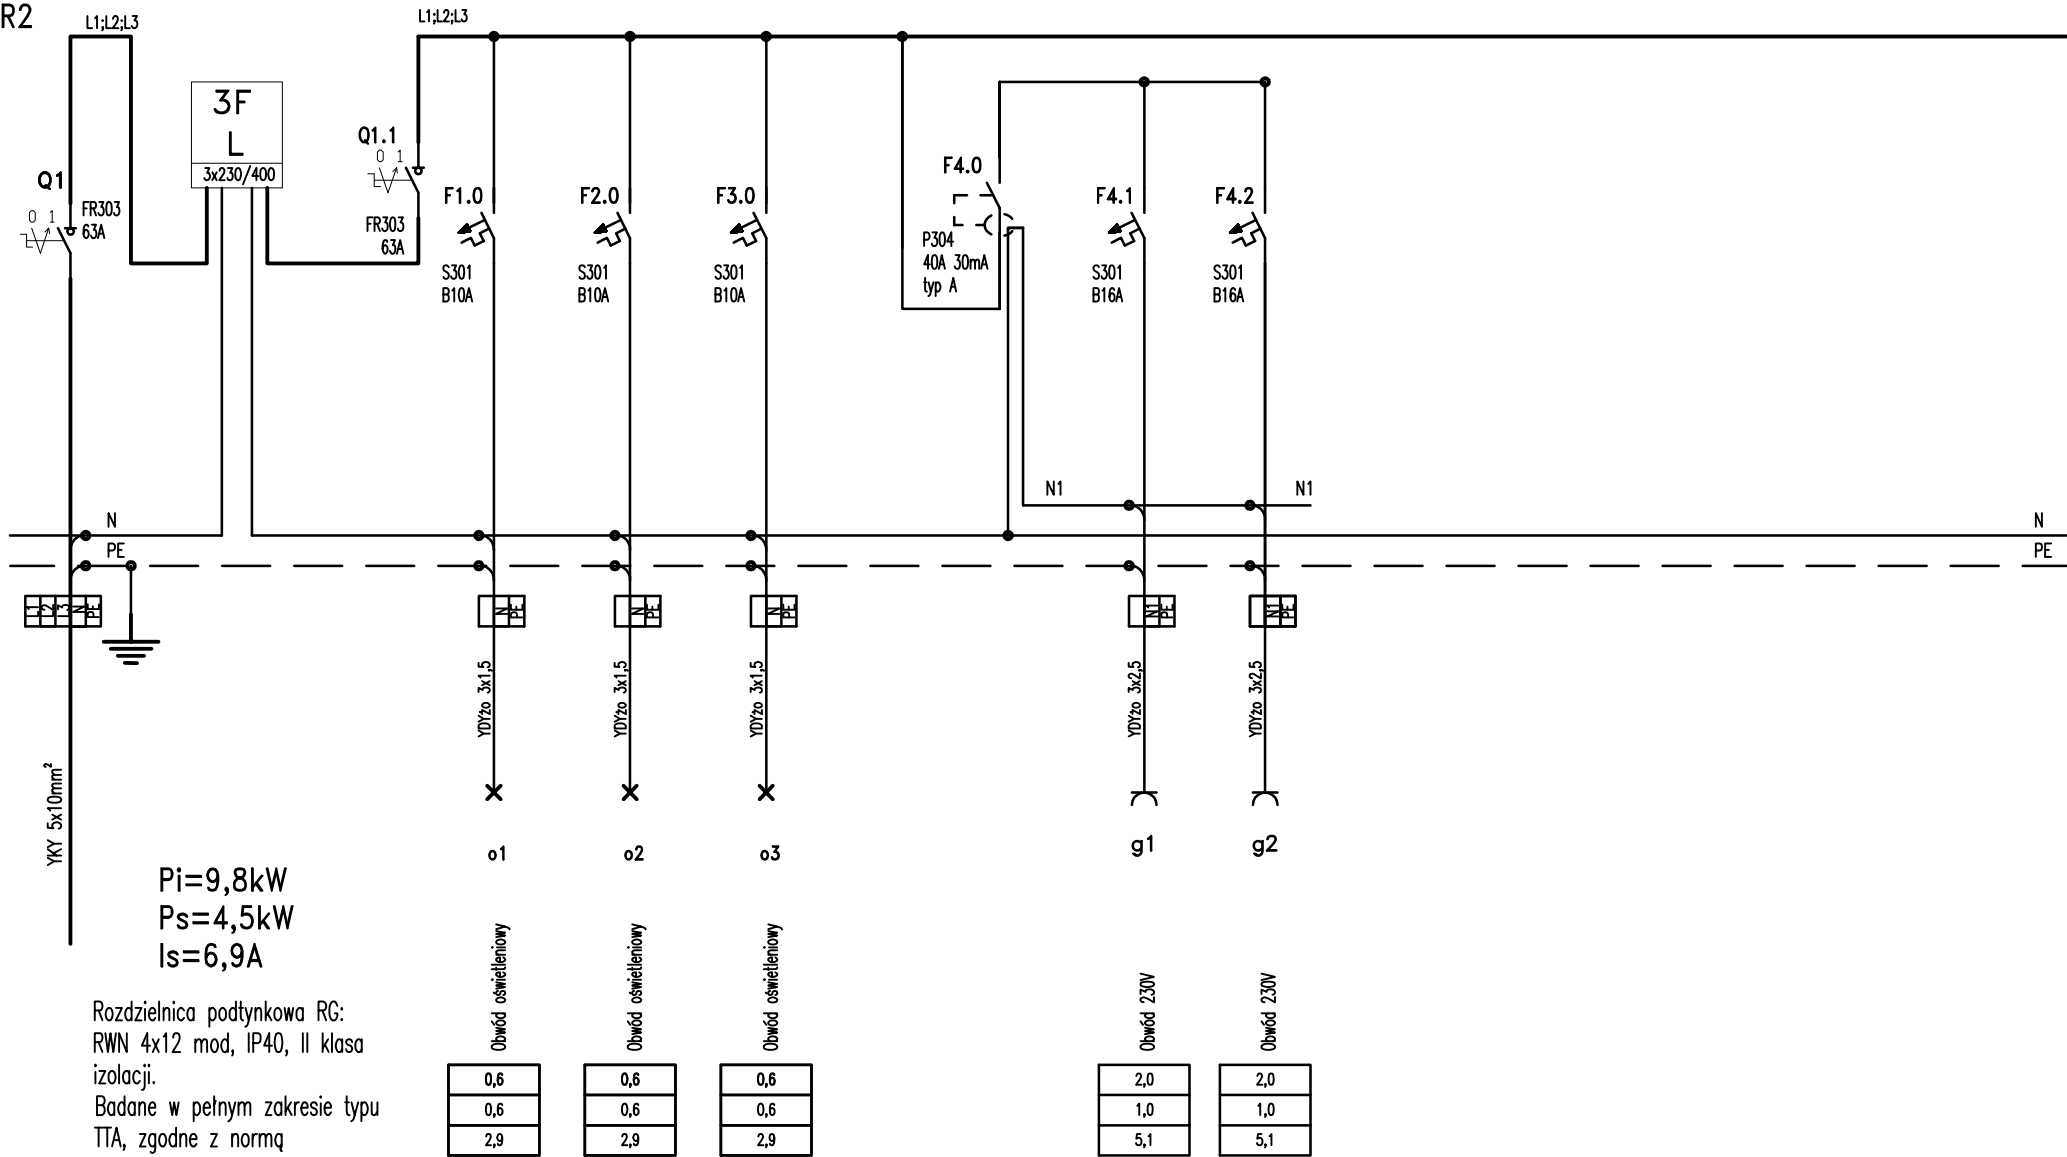 R2
L1;L2;L3
L1;L2;L3
3F
L
3x230/400
Q1
0 1
FR303
63A
Q1.1
0 1
FR303
63A
F1.0
S301
B10A
F2.0
S301
B10A
F3.0
S301
B10A
F4.0
P304
40A 30mA
typ A
F4.1
S301
B16A
F4.2
S301
B16A
N1
N1
N
N
PE
PE
L1
L2
L3
N
PE
N
PE
N
PE
N
PE
N1
PE
N1
PE
YDYżo 3x1,5
YDYżo 3x1,5
YDYżo 3x1,5
YDYżo 3x2,5
YDYżo 3x2,5
YKY 5x10mm²
o1
o2
o3
g1
g2
Pi=9,8kW
Ps=4,5kW
Is=6,9A
Obwód oświetleniowy
Obwód oświetleniowy
Obwód oświetleniowy
Obwód 230V
Obwód 230V
Rozdzielnica podtynkowa RG:
RWN 4x12 mod, IP40, II klasa
izolacji.
Badane w pełnym zakresie typu
TTA, zgodne z normą
0,6
0,6
2,9
0,6
0,6
2,9
0,6
0,6
2,9
2,0
1,0
5,1
2,0
1,0
5,1